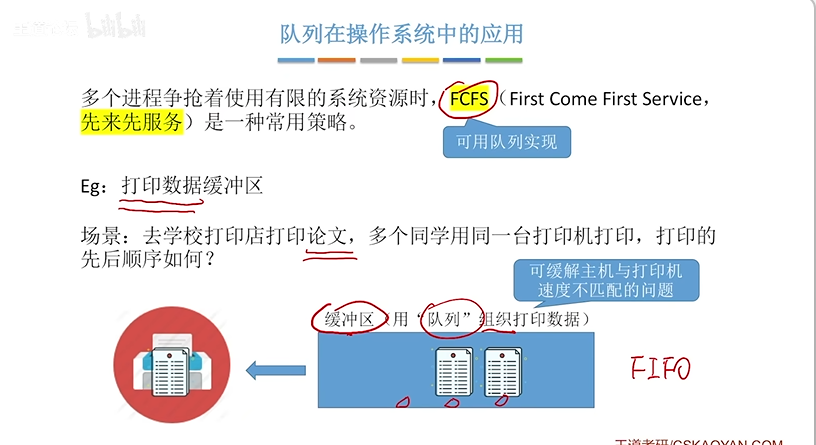 bilibili
队列在操作系统中的应用
多个进程争抢着使用有限的系统资源时，FCFS（First Come First Service，
先来先服务）是一种常用策略。
可用队列实现
Eg：打印数据缓冲区
场景：去学校打印店打印论文，多个同学用同一台打印机打印，打印的
先后顺序如何？
可缓解主机与打印机
速度不匹配的问题
缓冲区（用“队列”组织打印数据）
FIFO
王道考研/CSKAOYAN.COM